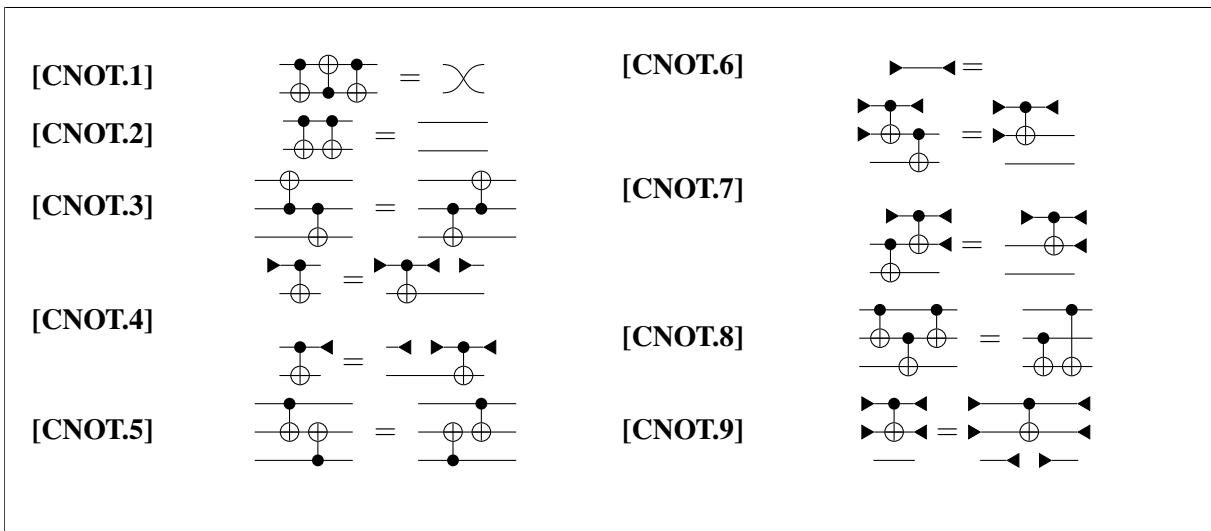 [CNOT.1] =
[CNOT.2] =
[CNOT.3] =
[CNOT.4] =
=
[CNOT.5] =
[CNOT.6] =
[CNOT.7] =
=
[CNOT.8] =
[CNOT.9] =